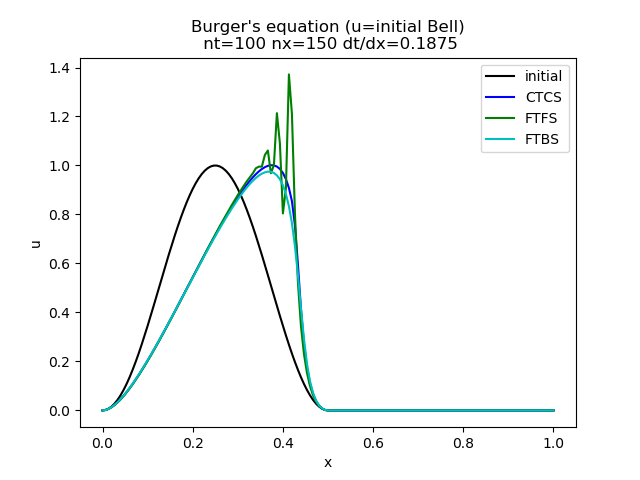 Burger's equation (u=initial Bell)
nt=100 nx=150 dt/dx=0.1875
initial
CTCS
FTFS
FTBS
1.4
1.2
1.0
0.8
0.6
0.4
0.2
0.0
u
0.0 0.2 0.4 0.6 0.8 1.0
x